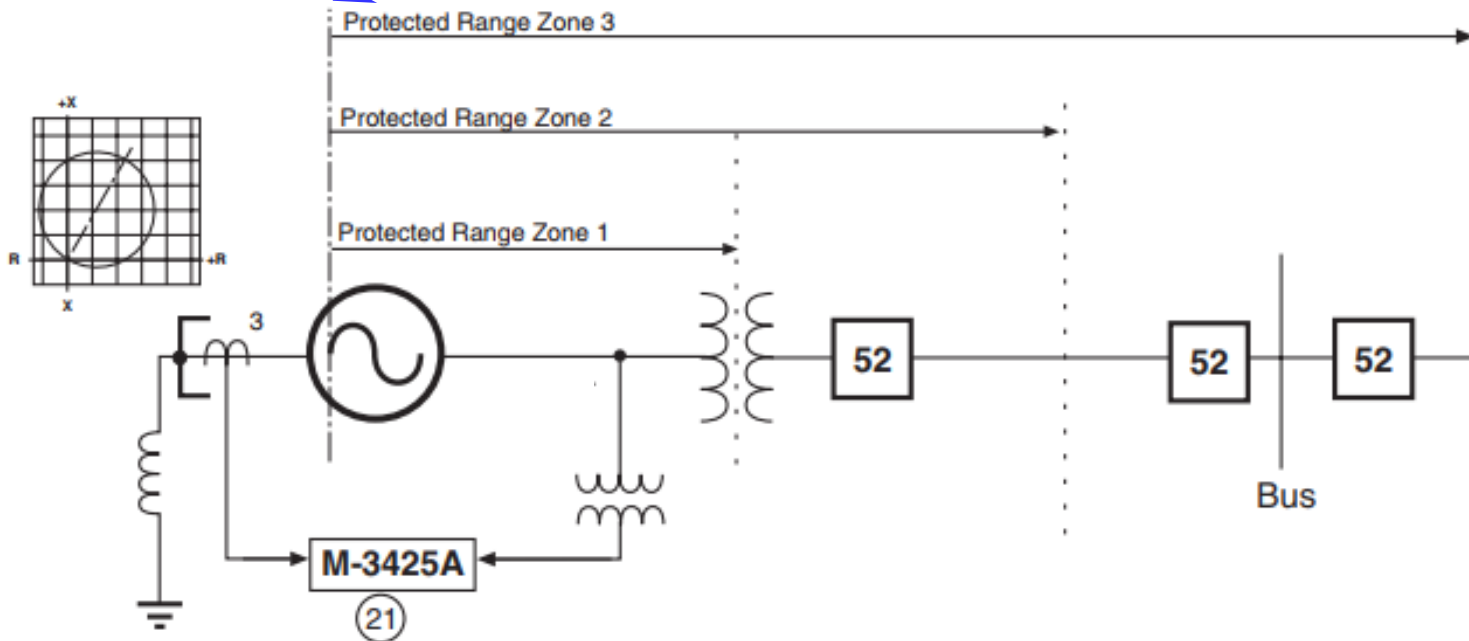 Protected Range Zone 3
Protected Range Zone 2
Protected Range Zone 1
+X
R
+R
X
3
52
52
52
Bus
M-3425A
21